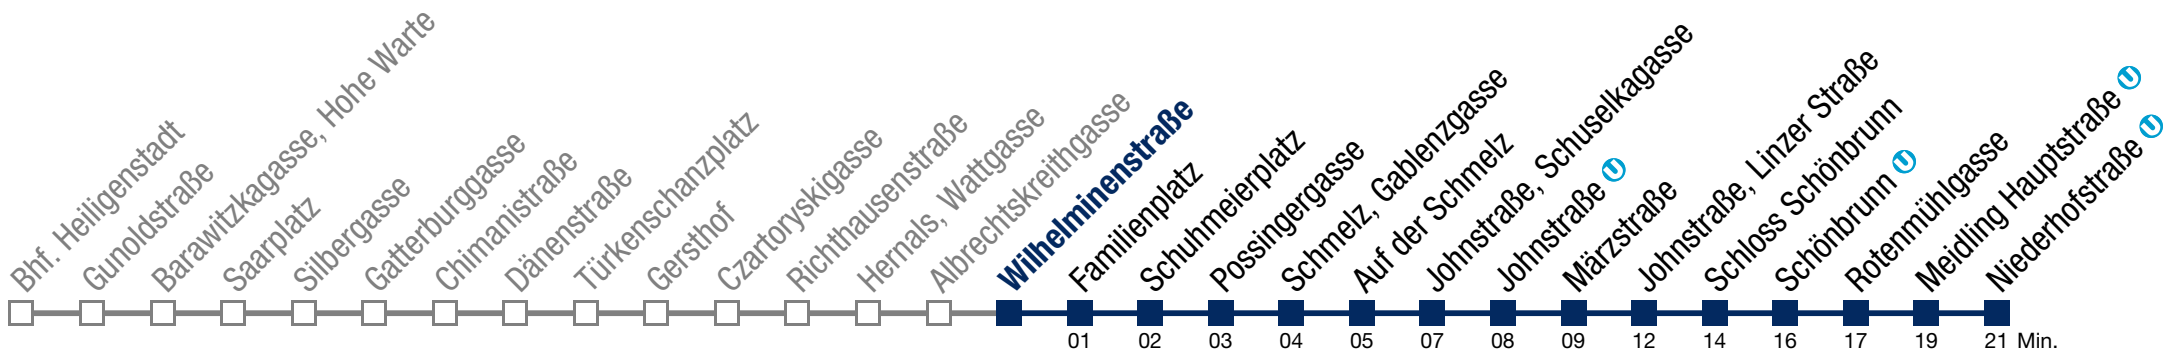 Bhf. Heiligenstadt
Gunoldstraße
Barawitzkagasse, Hohe Warte
Saarplatz
Silbergasse
Gatterburggasse
Chimanistraße
Dänenstraße
Türkenschanzplatz
Gersthof
Czartoryskigasse
Richthausenstraße
Hernals, Wattgasse
Albrechtskreithgasse
Wilhelminenstraße
Familienplatz
Schuhmeierplatz
Possingergasse
Schmelz, Gablenzgasse
Auf der Schmelz
Johnstraße, Schuselkagasse
Johnstraße U
Märzstraße
Johnstraße, Linzer Straße
Schloss Schönbrunn
Schönbrunn U
Rotenmühlgasse
Meidling Hauptstraße U
Niederhofstraße U
01 02 03 04 05 07 08 09 12 14 16 17 19 21 Min.